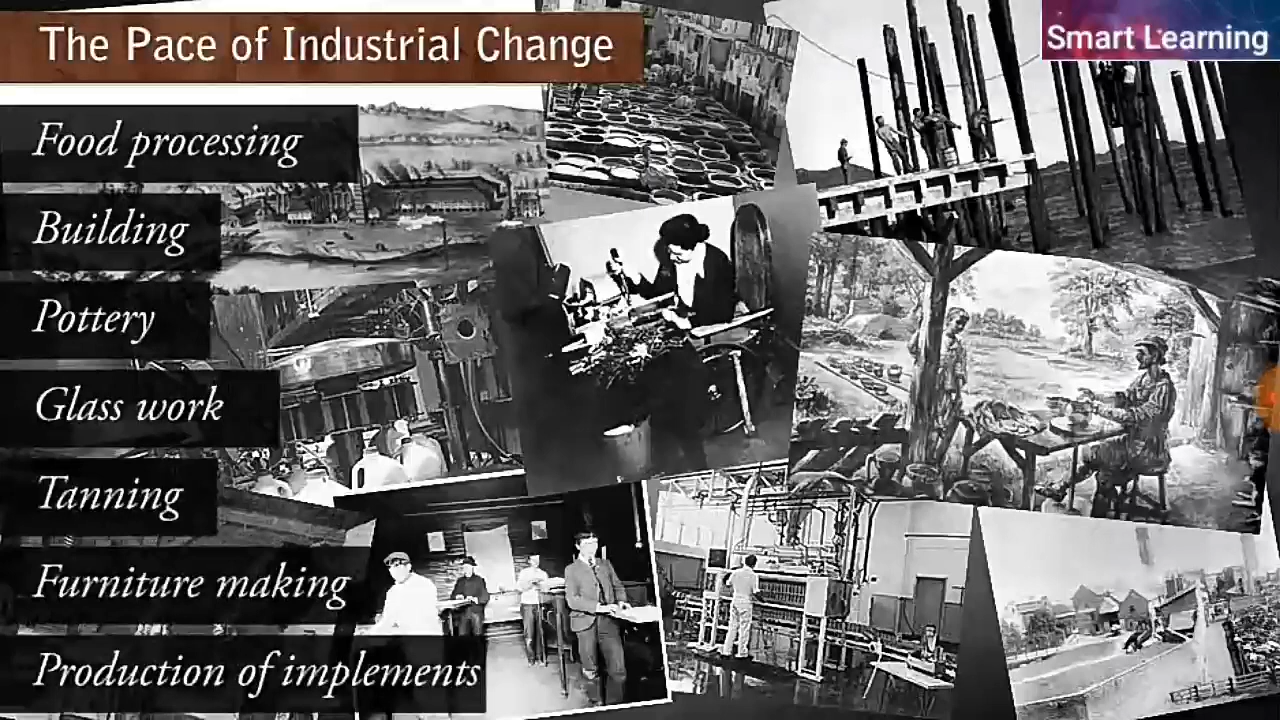 The Pace of Industrial Change
Smart Learning
Food processing
Building
Pottery
Glass work
Tanning
Furniture making
Production of implements